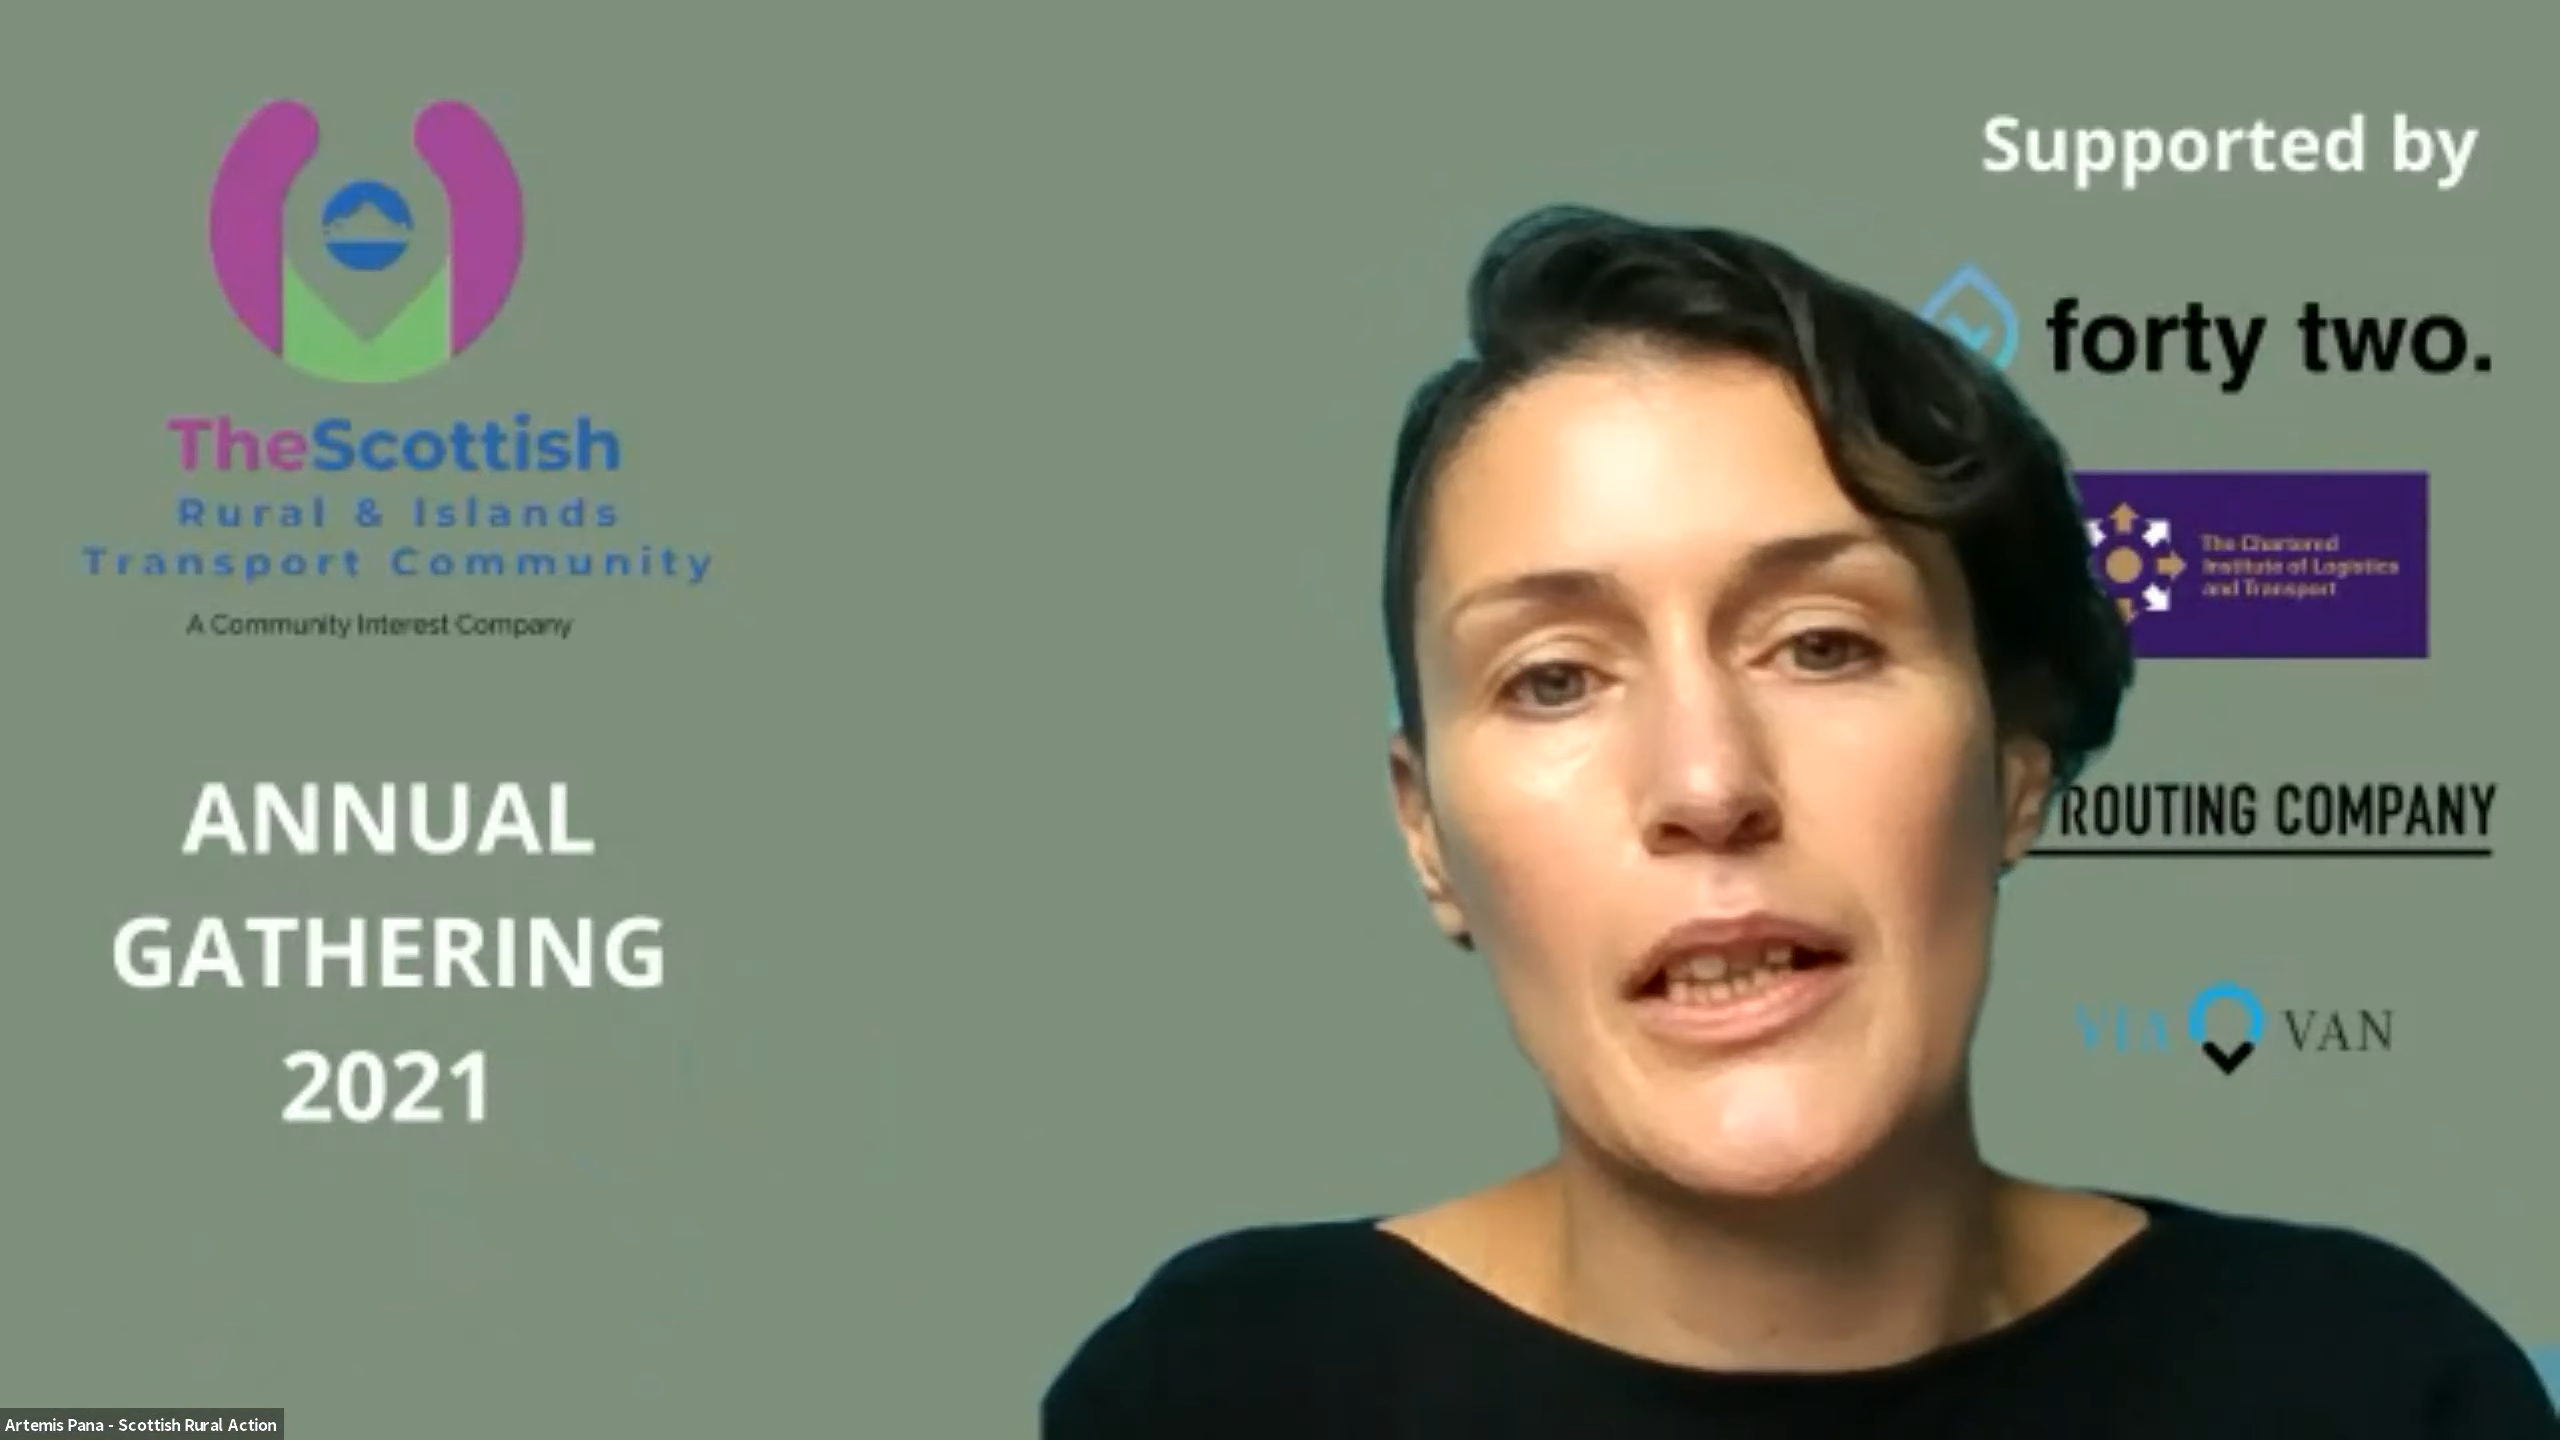 TheScottish
Rural & Islands
Transport Community
A Community Interest Company
ANNUAL
GATHERING
2021
Supported by
forty two.
The Chartered
Institute of Logistics
and Transport
ROUTING COMPANY
VIA VAN
Artemis Pana - Scottish Rural Action